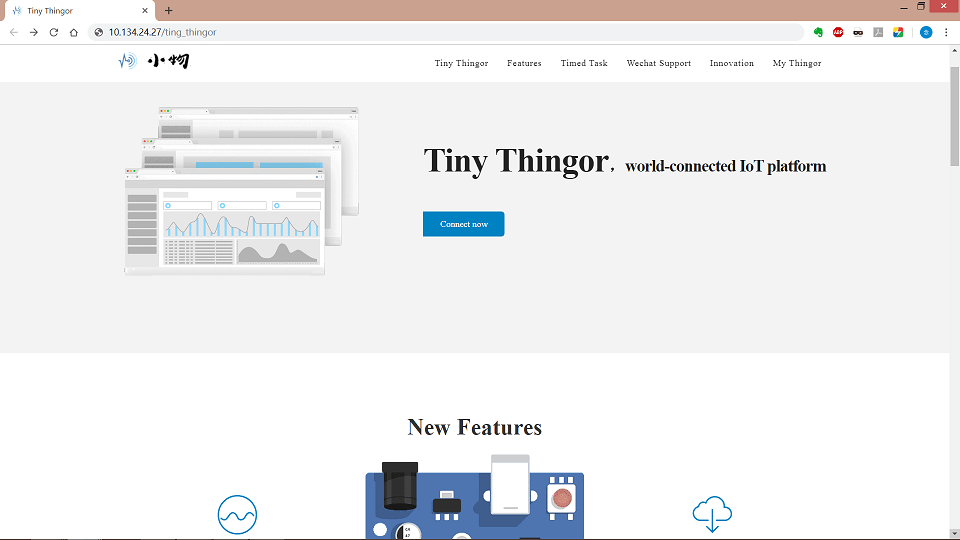 Tiny Thingor
10.134.24.27/ting_thingor
ABP
小物
Tiny Thingor Features Timed Task Wechat Support Innovation My Thingor
Tiny Thingor， world-connected IoT platform
Connect now
New Features